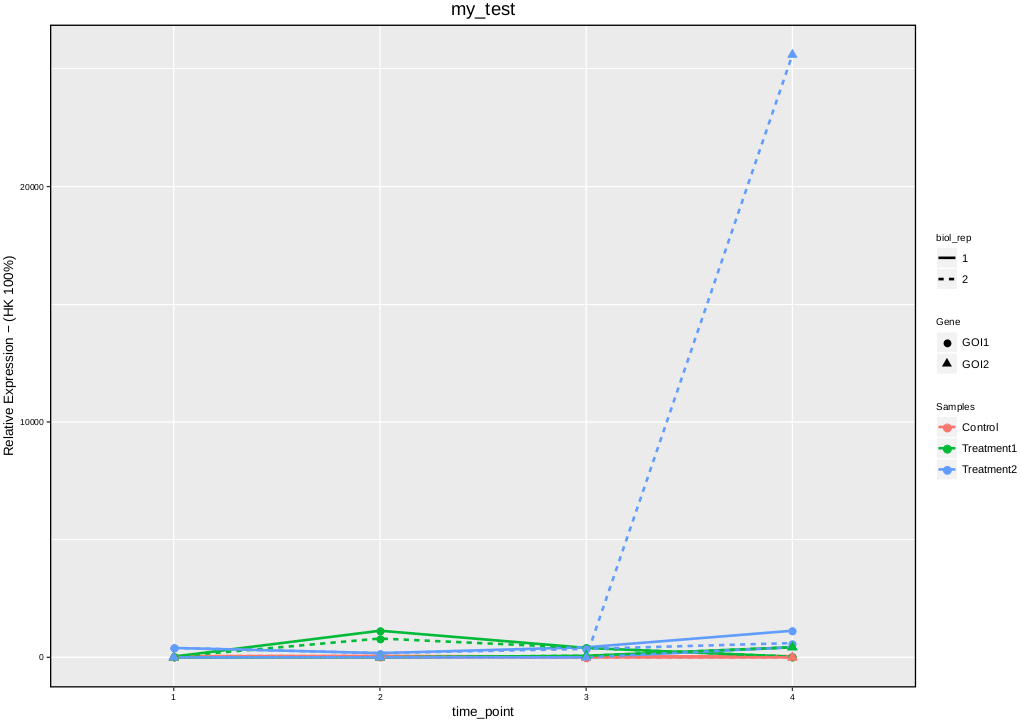 my_test
Relative Expression − (HK 100%)
20000
10000
0
1
2
3
4
time_point
biol_rep
1
2
Gene
GOI1
GOI2
Samples
Control
Treatment1
Treatment2